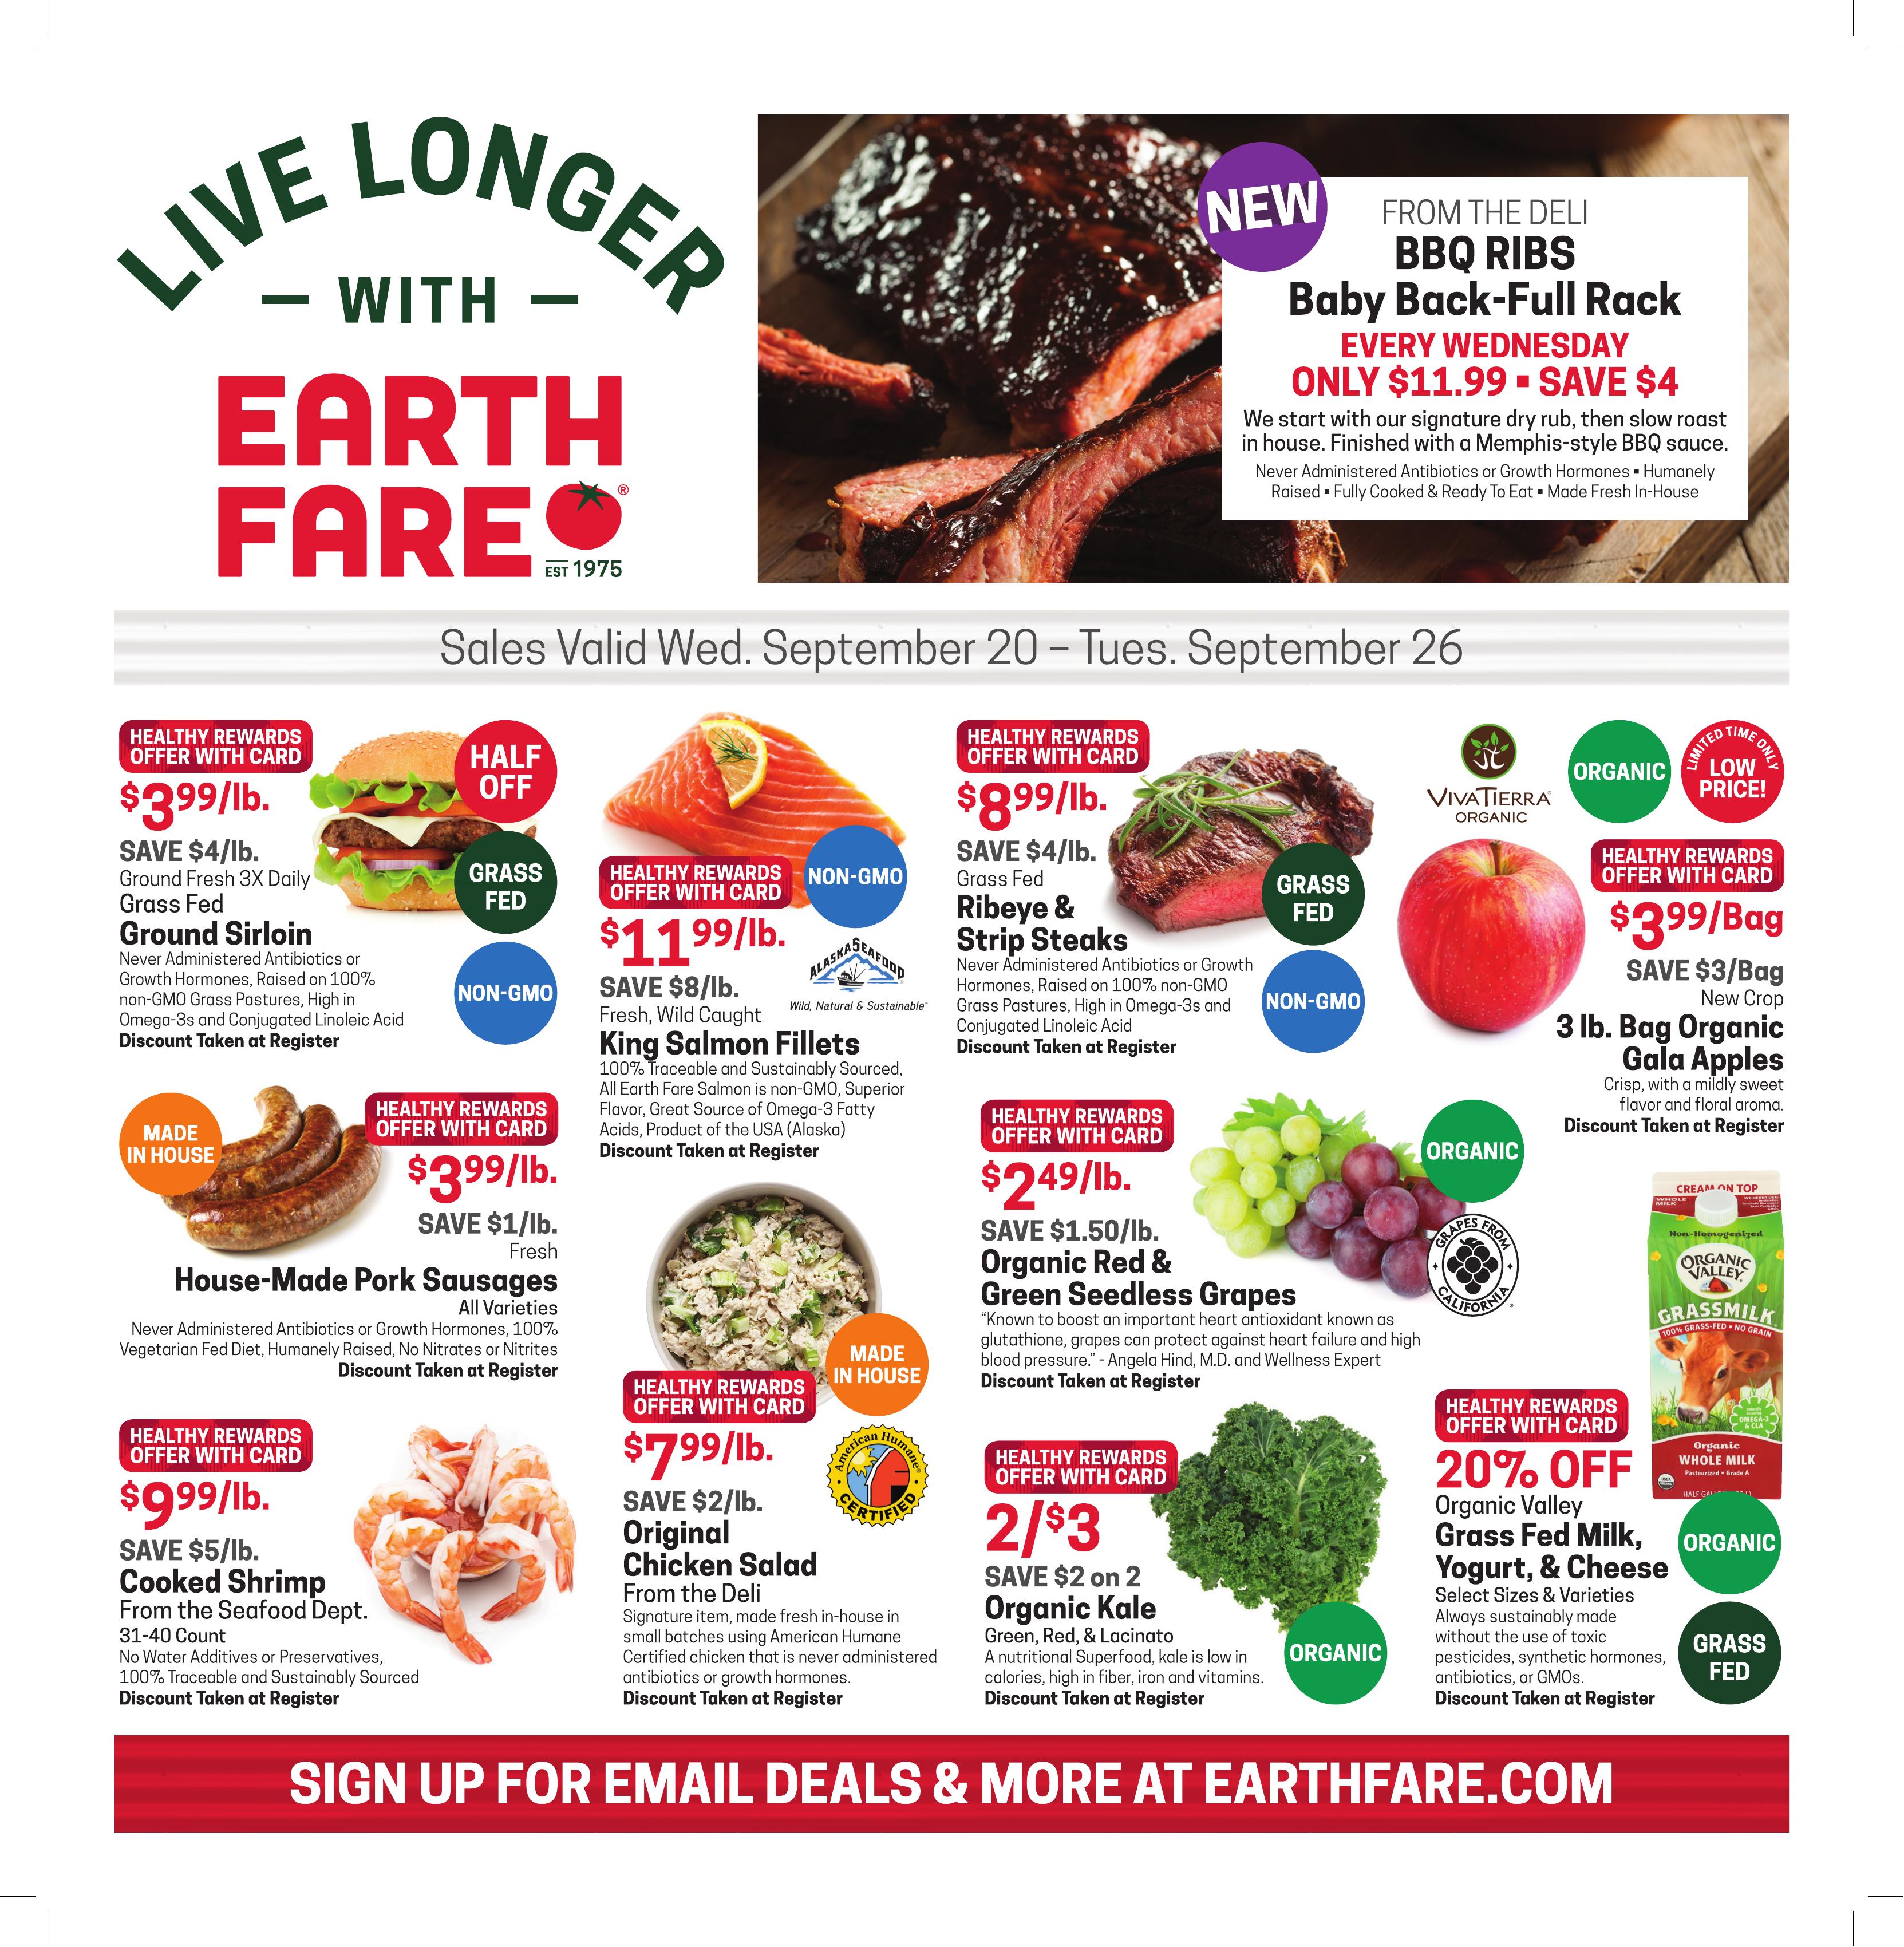 LIVE LONGER
— WITH —
EARTH
FARE®
EST 1975
NEW
FROM THE DELI
BBQ RIBS
Baby Back-Full Rack
EVERY WEDNESDAY
ONLY $11.99 ▪ SAVE $4
We start with our signature dry rub, then slow roast
in house. Finished with a Memphis-style BBQ sauce.
Never Administered Antibiotics or Growth Hormones ▪ Humanely
Raised ▪ Fully Cooked & Ready To Eat ▪ Made Fresh In-House
Sales Valid Wed. September 20 – Tues. September 26
HEALTHY REWARDS
OFFER WITH CARD
HALF
OFF
$3 99/lb.
SAVE $4/lb.
Ground Fresh 3X Daily
Grass Fed
Ground Sirloin
Never Administered Antibiotics or
Growth Hormones, Raised on 100%
non-GMO Grass Pastures, High in
Omega-3s and Conjugated Linoleic Acid
Discount Taken at Register
GRASS
FED
NON-GMO
MADE
IN HOUSE
HEALTHY REWARDS
OFFER WITH CARD
$3 99/lb.
SAVE $1/lb.
Fresh
House-Made Pork Sausages
All Varieties
Never Administered Antibiotics or Growth Hormones, 100%
Vegetarian Fed Diet, Humanely Raised, No Nitrates or Nitrites
Discount Taken at Register
HEALTHY REWARDS
OFFER WITH CARD
$9 99/lb.
SAVE $5/lb.
Cooked Shrimp
From the Seafood Dept.
31-40 Count
No Water Additives or Preservatives,
100% Traceable and Sustainably Sourced
Discount Taken at Register
HEALTHY REWARDS
OFFER WITH CARD
NON-GMO
$11 99/lb.
SAVE $8/lb.
Fresh, Wild Caught
ALASKA SEAFOOD
Wild, Natural & Sustainable®
King Salmon Fillets
100% Traceable and Sustainably Sourced,
All Earth Fare Salmon is non-GMO, Superior
Flavor, Great Source of Omega-3 Fatty
Acids, Product of the USA (Alaska)
Discount Taken at Register
MADE
IN HOUSE
HEALTHY REWARDS
OFFER WITH CARD
$7 99/lb.
American Humane®
CERTIFIED
SAVE $2/lb.
Original
Chicken Salad
From the Deli
Signature item, made fresh in-house in
small batches using American Humane
Certified chicken that is never administered
antibiotics or growth hormones.
Discount Taken at Register
HEALTHY REWARDS
OFFER WITH CARD
$8 99/lb.
SAVE $4/lb.
Grass Fed
Ribeye &
Strip Steaks
Never Administered Antibiotics or Growth
Hormones, Raised on 100% non-GMO
Grass Pastures, High in Omega-3s and
Conjugated Linoleic Acid
Discount Taken at Register
GRASS
FED
NON-GMO
VIVATIERRA®
ORGANIC
ORGANIC
LIMITED TIME ONLY
LOW
PRICE!
HEALTHY REWARDS
OFFER WITH CARD
$3 99/Bag
SAVE $3/Bag
New Crop
3 lb. Bag Organic
Gala Apples
Crisp, with a mildly sweet
flavor and floral aroma.
Discount Taken at Register
HEALTHY REWARDS
OFFER WITH CARD
ORGANIC
$2 49/lb.
SAVE $1.50/lb.
Organic Red &
Green Seedless Grapes
GRAPES FROM
CALIFORNIA
“Known to boost an important heart antioxidant known as
glutathione, grapes can protect against heart failure and high
blood pressure.” - Angela Hind, M.D. and Wellness Expert
Discount Taken at Register
HEALTHY REWARDS
OFFER WITH CARD
2/$3
SAVE $2 on 2
Organic Kale
Green, Red, & Lacinato
A nutritional Superfood, kale is low in
calories, high in fiber, iron and vitamins.
Discount Taken at Register
ORGANIC
CREAM ON TOP
WHOLE
MILK
Non-Homogenized
ORGANIC
VALLEY
GRASSMILK
100% GRASS-FED • NO GRAIN
OMEGA-3
& CLA
Organic
WHOLE MILK
Pasteurized • Grade A
HEALTHY REWARDS
OFFER WITH CARD
20% OFF
Organic Valley
Grass Fed Milk,
Yogurt, & Cheese
Select Sizes & Varieties
Always sustainably made
without the use of toxic
pesticides, synthetic hormones,
antibiotics, or GMOs.
Discount Taken at Register
ORGANIC
GRASS
FED
SIGN UP FOR EMAIL DEALS & MORE AT EARTHFARE.COM